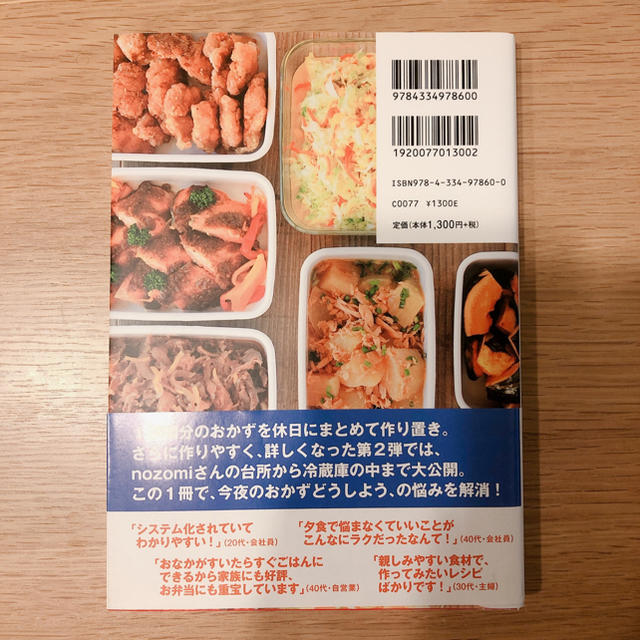 9784334978600
1920077013002
ISBN978-4-334-97860-0
C0077 ¥1300E
定価(本体1,300円+税)
分のおかずを休日にまとめて作り置き。
さらに作りやすく、詳しくなった第2弾では、
nozomiさんの台所から冷蔵庫の中まで大公開。
この1冊で、今夜のおかずどうしよう、の悩みを解消！
「システム化されていて
わかりやすい！」(20代・会社員)
「夕食で悩まなくていいことが
こんなにラクだったなんて！」(40代・会社員)
「おなかがすいたらすぐごはんに
できるから家族にも好評、
お弁当にも重宝しています」(40代・自営業)
「親しみやすい食材で、
作ってみたいレシピ
ばかりです！」(30代・主婦)